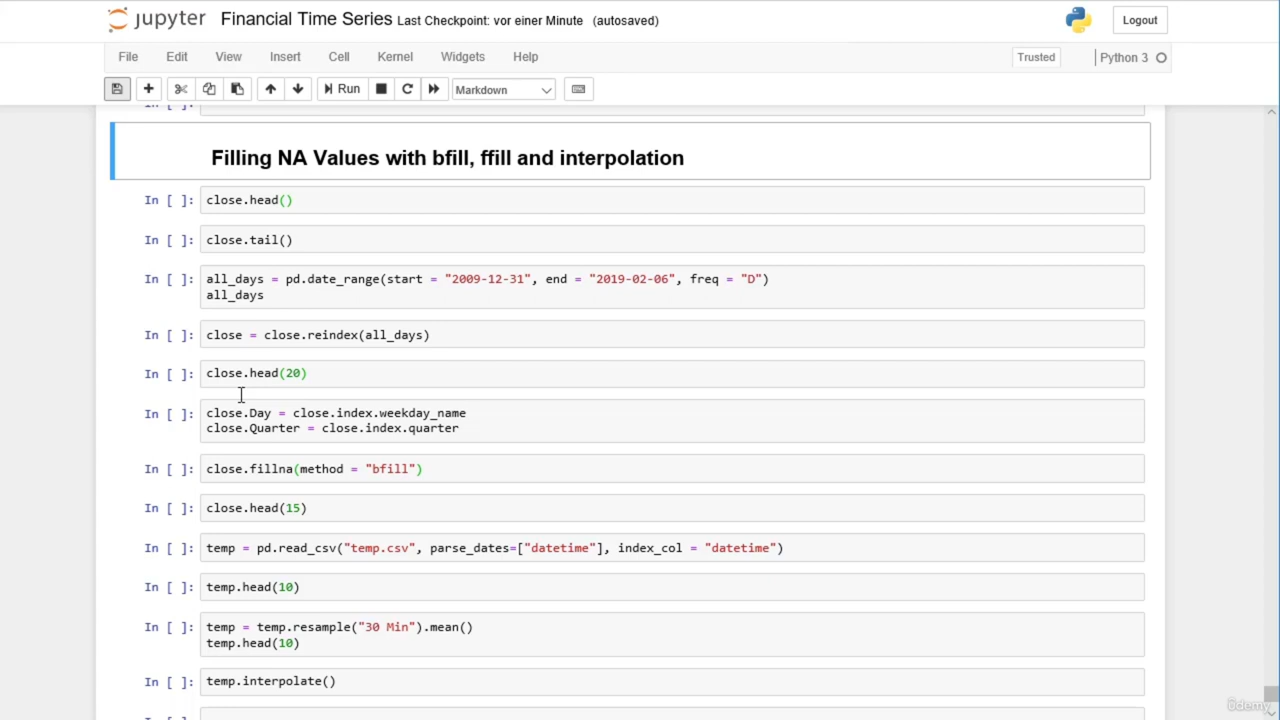 jupyter Financial Time Series Last Checkpoint: vor einer Minute (autosaved)
Logout
File Edit View Insert Cell Kernel Widgets Help
Trusted Python 3
Run Markdown
In [ ]:
Filling NA Values with bfill, ffill and interpolation
In [ ]: close.head()
In [ ]: close.tail()
In [ ]: all_days = pd.date_range(start = "2009-12-31", end = "2019-02-06", freq = "D")
all_days
In [ ]: close = close.reindex(all_days)
In [ ]: close.head(20)
In [ ]: close.Day = close.index.weekday_name
close.Quarter = close.index.quarter
In [ ]: close.fillna(method = "bfill")
In [ ]: close.head(15)
In [ ]: temp = pd.read_csv("temp.csv", parse_dates=["datetime"], index_col = "datetime")
In [ ]: temp.head(10)
In [ ]: temp = temp.resample("30 Min").mean()
temp.head(10)
In [ ]: temp.interpolate()
In [ ]:
ûdemy